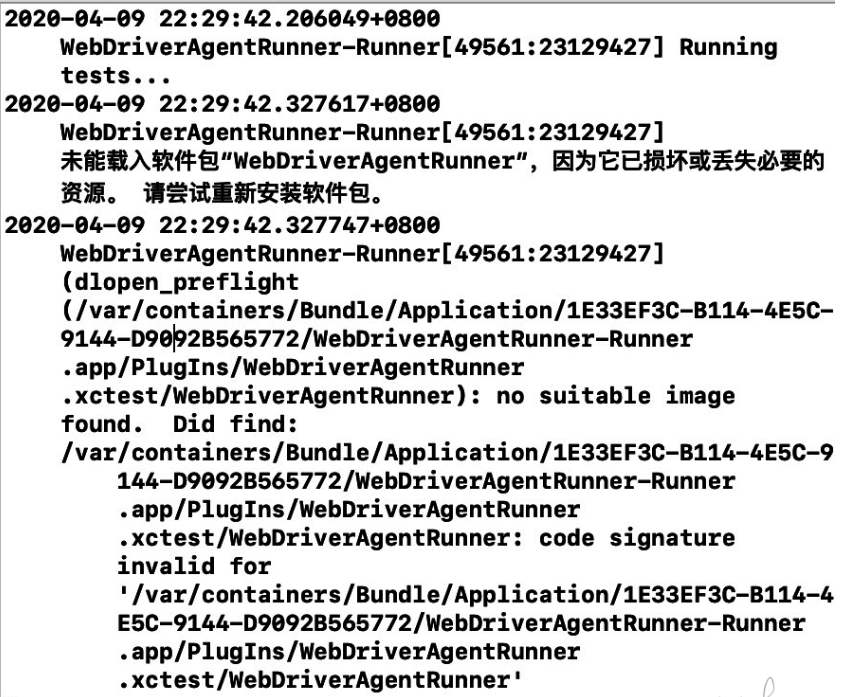 2020-04-09 22:29:42.206049+0800
WebDriverAgentRunner-Runner[49561:23129427] Running
tests...
2020-04-09 22:29:42.327617+0800
WebDriverAgentRunner-Runner[49561:23129427]
未能载入软件包“WebDriverAgentRunner”，因为它已损坏或丢失必要的
资源。 请尝试重新安装软件包。
2020-04-09 22:29:42.327747+0800
WebDriverAgentRunner-Runner[49561:23129427]
(dlopen_preflight
(/var/containers/Bundle/Application/1E33EF3C-B114-4E5C-
9144-D9092B565772/WebDriverAgentRunner-Runner
.app/PlugIns/WebDriverAgentRunner
.xctest/WebDriverAgentRunner): no suitable image
found.  Did find:
/var/containers/Bundle/Application/1E33EF3C-B114-4E5C-9
144-D9092B565772/WebDriverAgentRunner-Runner
.app/PlugIns/WebDriverAgentRunner
.xctest/WebDriverAgentRunner: code signature
invalid for
'/var/containers/Bundle/Application/1E33EF3C-B114-4
E5C-9144-D9092B565772/WebDriverAgentRunner-Runner
.app/PlugIns/WebDriverAgentRunner
.xctest/WebDriverAgentRunner'